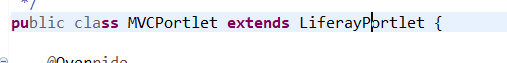 */
public class MVCPortlet extends LiferayPortlet {
@Override